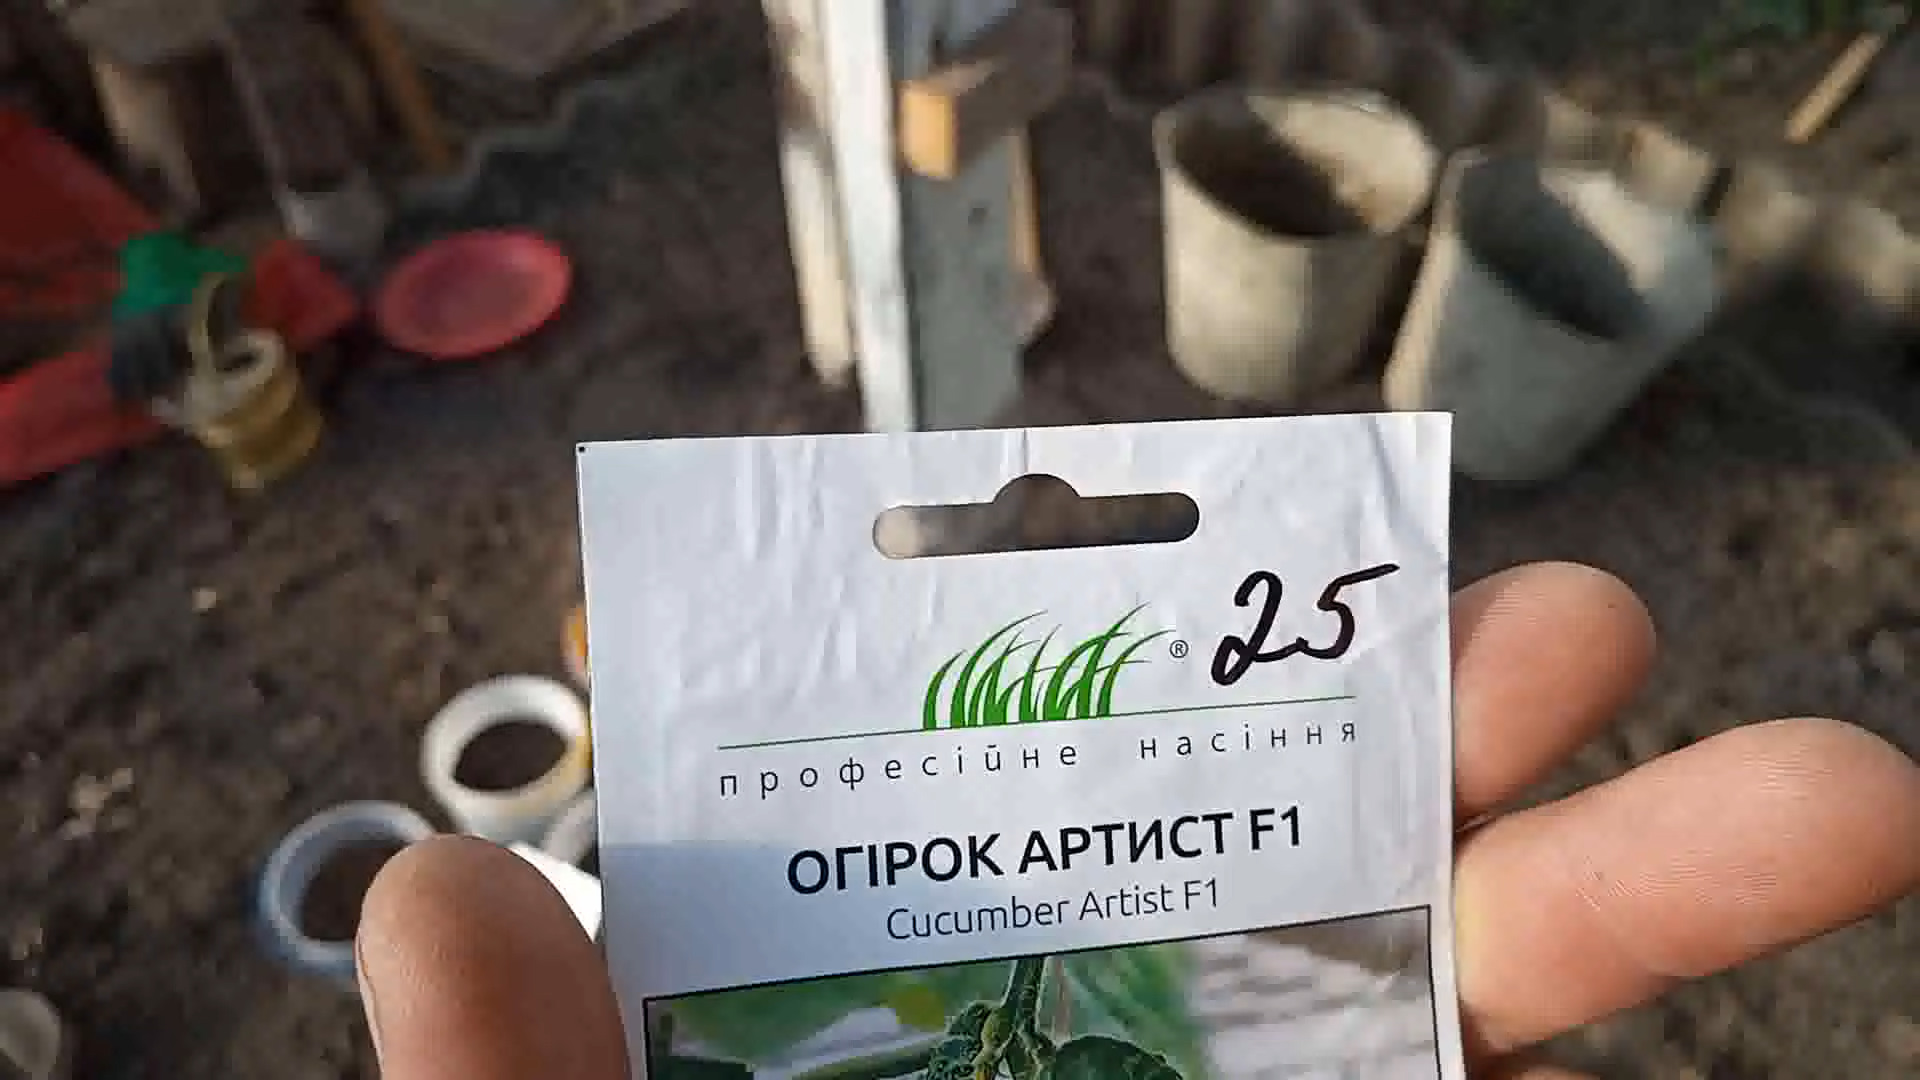 25
®
професійне насіння
ОГІРОК АРТИСТ F1
Cucumber Artist F1